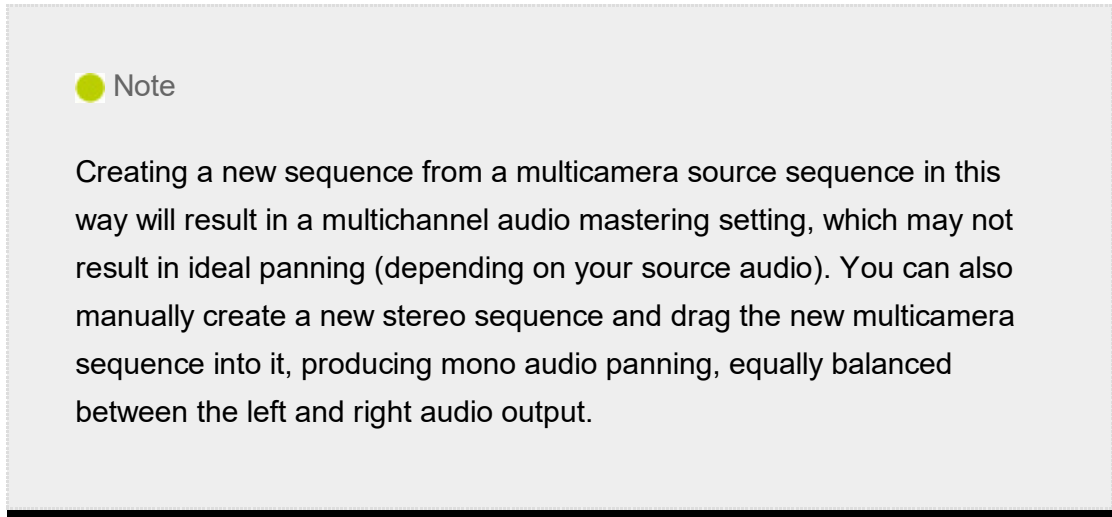 Note
Creating a new sequence from a multicamera source sequence in this
way will result in a multichannel audio mastering setting, which may not
result in ideal panning (depending on your source audio). You can also
manually create a new stereo sequence and drag the new multicamera
sequence into it, producing mono audio panning, equally balanced
between the left and right audio output.